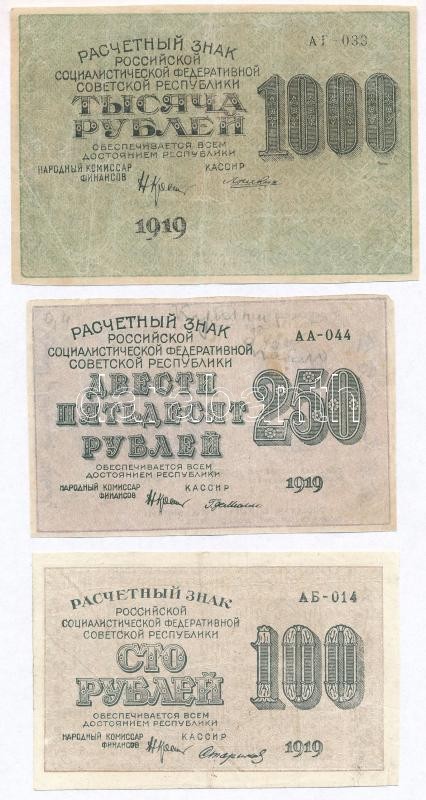 РАСЧЕТНЫЙ ЗНАК
АГ-033
РОССИЙСКОЙ
СОЦИАЛИСТИЧЕСКОЙ ФЕДЕРАТИВНОЙ
СОВЕТСКОЙ РЕСПУБЛИКИ
ТЫСЯЧА
РУБЛЕЙ
1000
ОБЕСПЕЧИВАЕТСЯ ВСЕМ
ДОСТОЯНИЕМ РЕСПУБЛИКИ
НАРОДНЫЙ КОМИССАР
ФИНАНСОВ
КАССИР
1919
РАСЧЕТНЫЙ ЗНАК
АА-044
РОССИЙСКОЙ
СОЦИАЛИСТИЧЕСКОЙ ФЕДЕРАТИВНОЙ
СОВЕТСКОЙ РЕСПУБЛИКИ
ДВЕСТИ
ПЯТЬДЕСЯТ
РУБЛЕЙ
250
ОБЕСПЕЧИВАЕТСЯ ВСЕМ
ДОСТОЯНИЕМ РЕСПУБЛИКИ
НАРОДНЫЙ КОМИССАР
ФИНАНСОВ
КАССИР
1919
РАСЧЕТНЫЙ ЗНАК
АБ-014
РОССИЙСКОЙ
СОЦИАЛИСТИЧЕСКОЙ ФЕДЕРАТИВНОЙ
СОВЕТСКОЙ РЕСПУБЛИКИ
СТО
РУБЛЕЙ
100
ОБЕСПЕЧИВАЕТСЯ ВСЕМ
ДОСТОЯНИЕМ РЕСПУБЛИКИ
НАРОДНЫЙ КОМИССАР
ФИНАНСОВ
КАССИР
1919